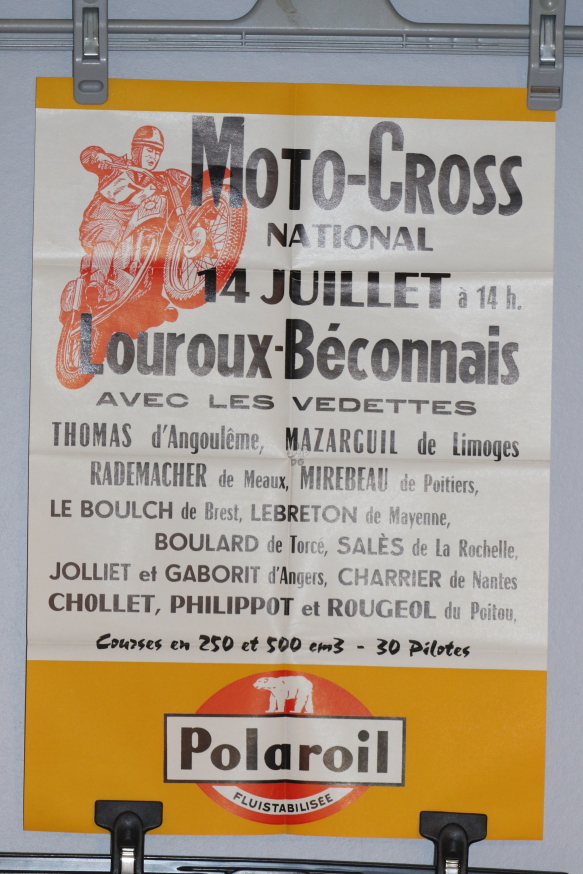 Moto-Cross
NATIONAL
14 JUILLET à 14 h.
Louroux-Béconnais
AVEC LES VEDETTES
THOMAS d'Angoulême, MAZARGUIL de Limoges
RADEMACHER de Meaux, MIREBEAU de Poitiers,
LE BOULCH de Brest, LEBRETON de Mayenne,
BOULARD de Torcé, SALÈS de La Rochelle,
JOLLIET et GABORIT d'Angers, CHARRIER de Nantes
CHOLLET, PHILIPPOT et ROUGEOL du Poitou,
Courses en 250 et 500 cm3 - 30 Pilotes
Polaroil
FLUISTABILISÉE